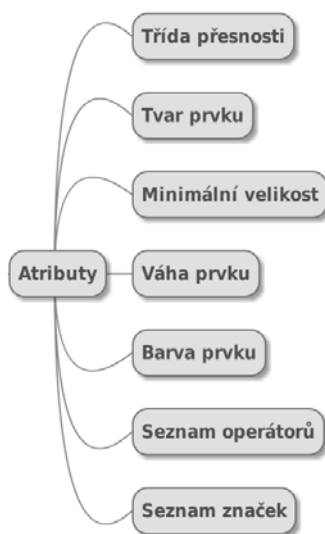 Třída přesnosti
Tvar prvku
Minimální velikost
Atributy
Váha prvku
Barva prvku
Seznam operátorů
Seznam značek